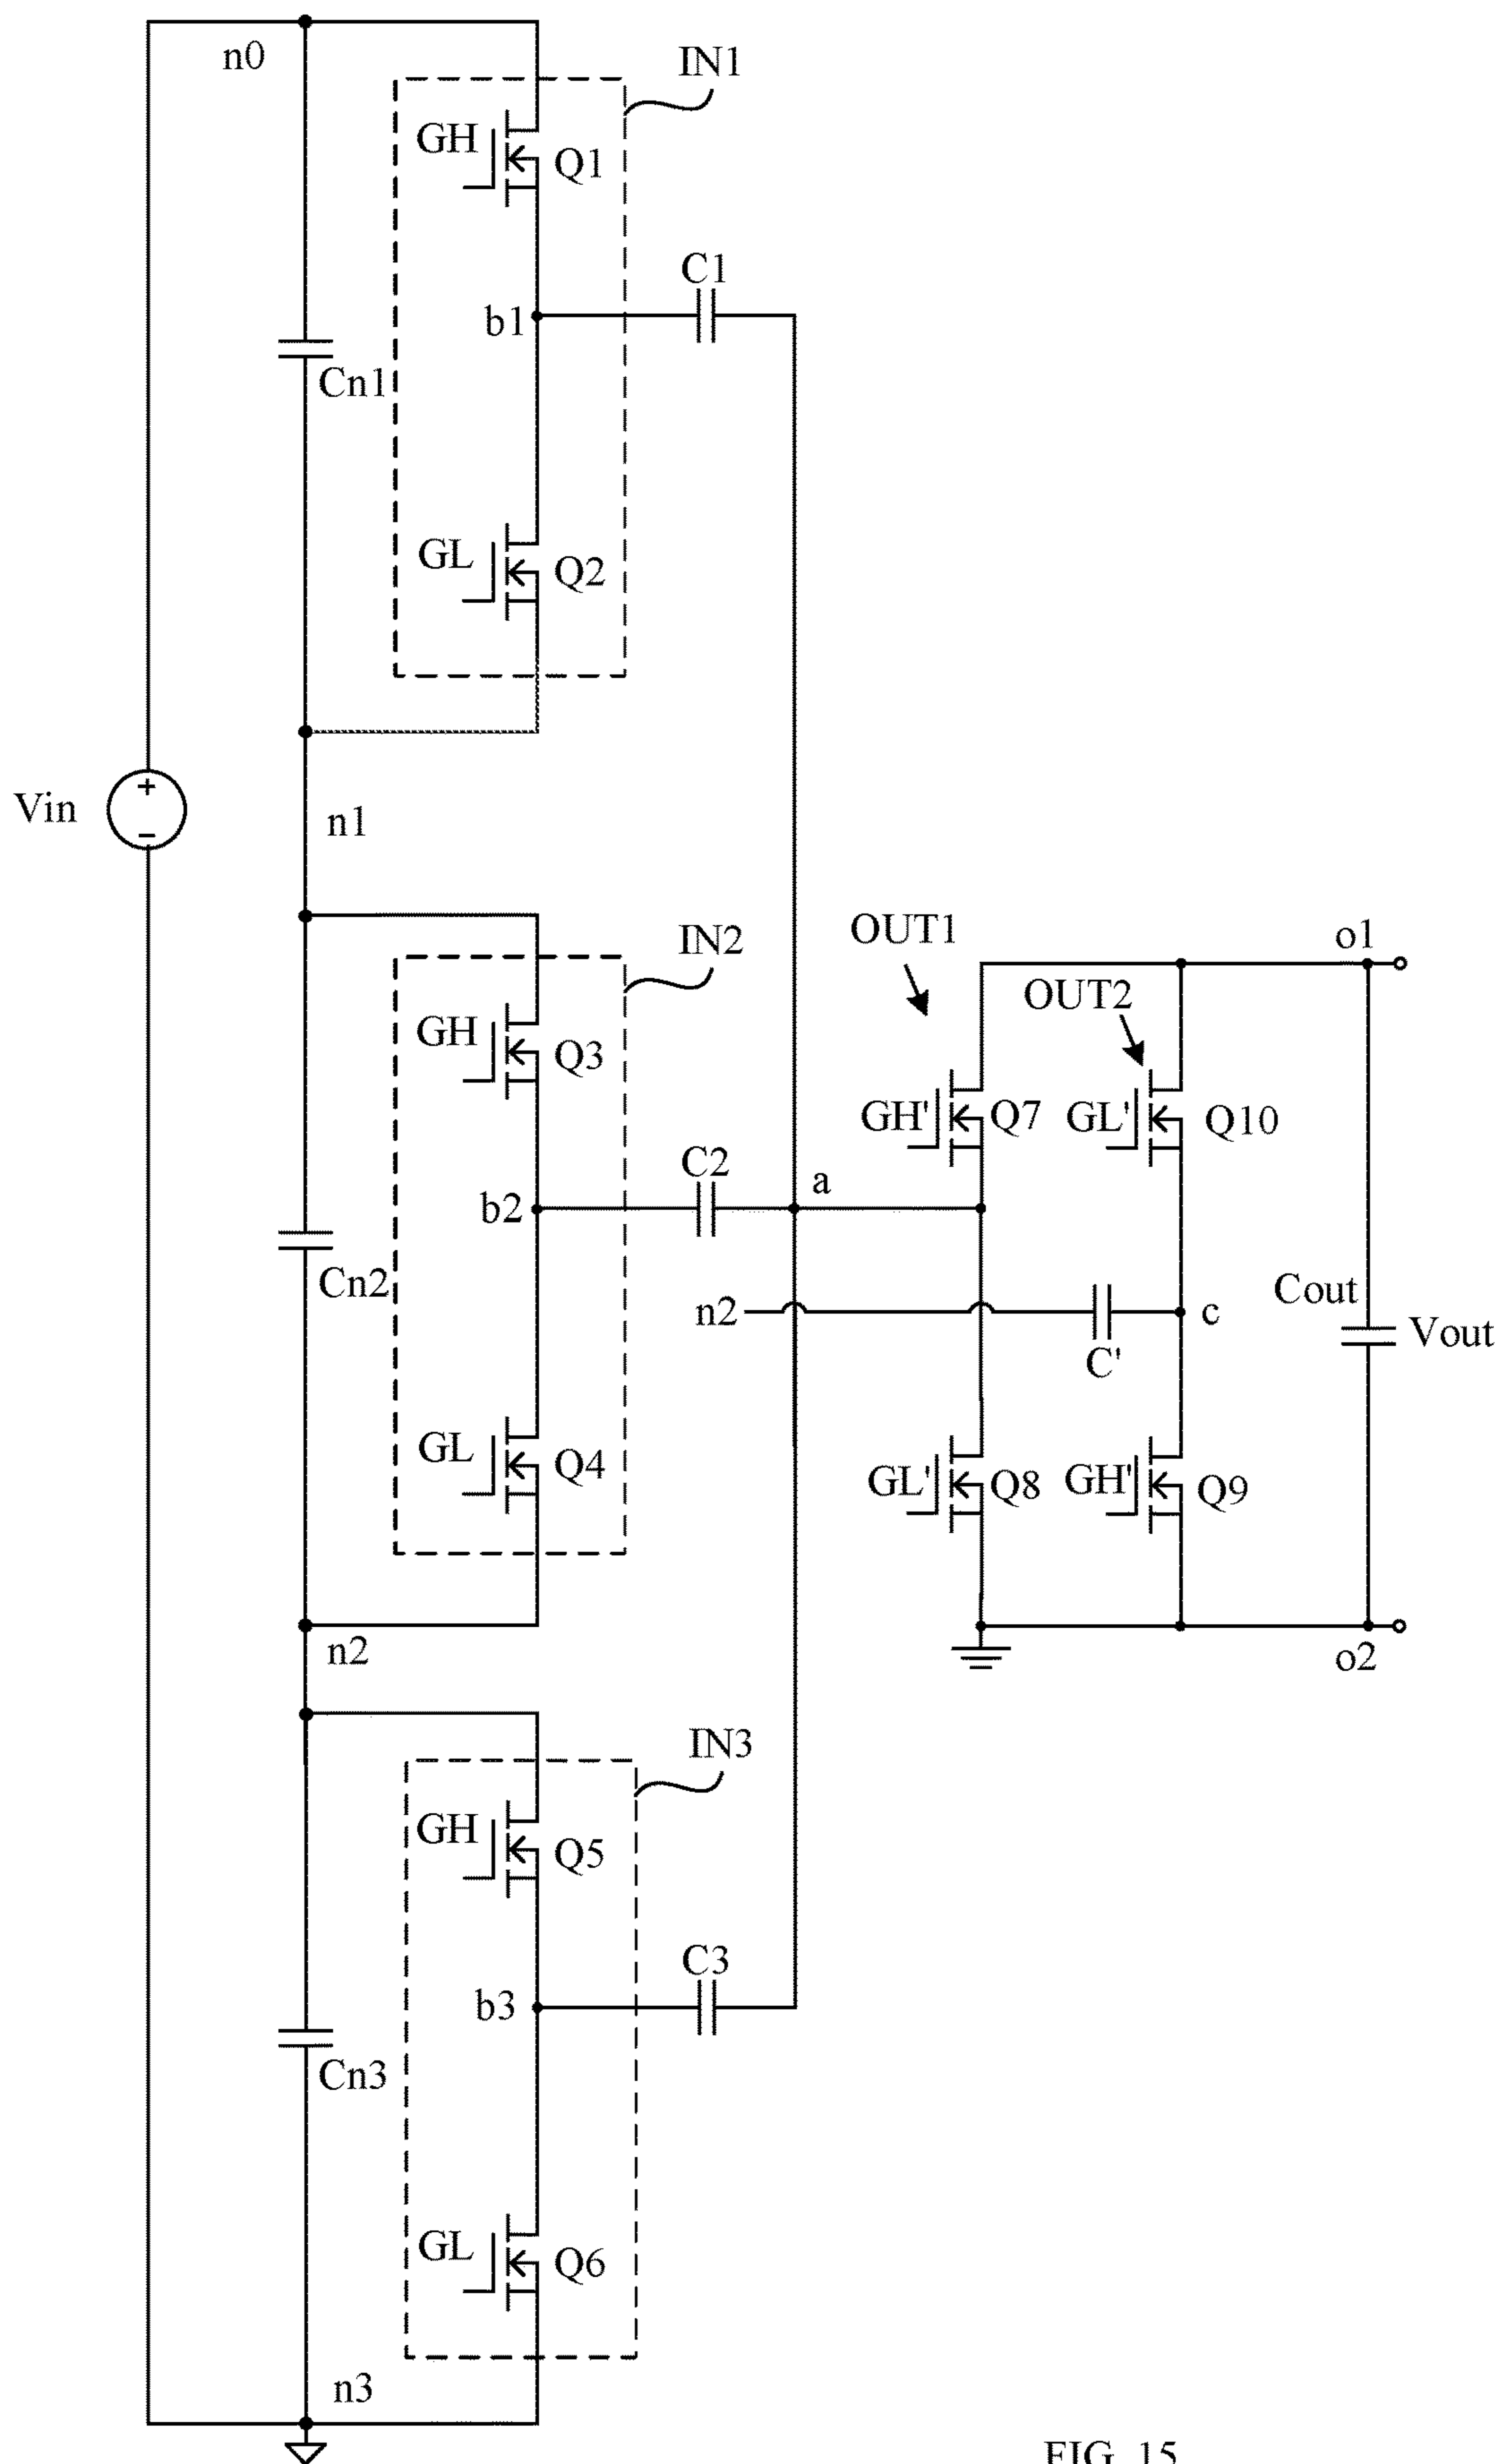 n0
IN1
GH
Q1
C1
b1
Cn1
GL
Q2
Vin
+
−
n1
IN2
OUT1
o1
OUT2
GH
Q3
GH'
Q7
GL'
Q10
C2
a
b2
n2
c
C'
Cn2
Cout
Vout
GL
Q4
GL'
Q8
GH'
Q9
n2
o2
IN3
GH
Q5
C3
b3
Cn3
GL
Q6
n3
FIG. 15